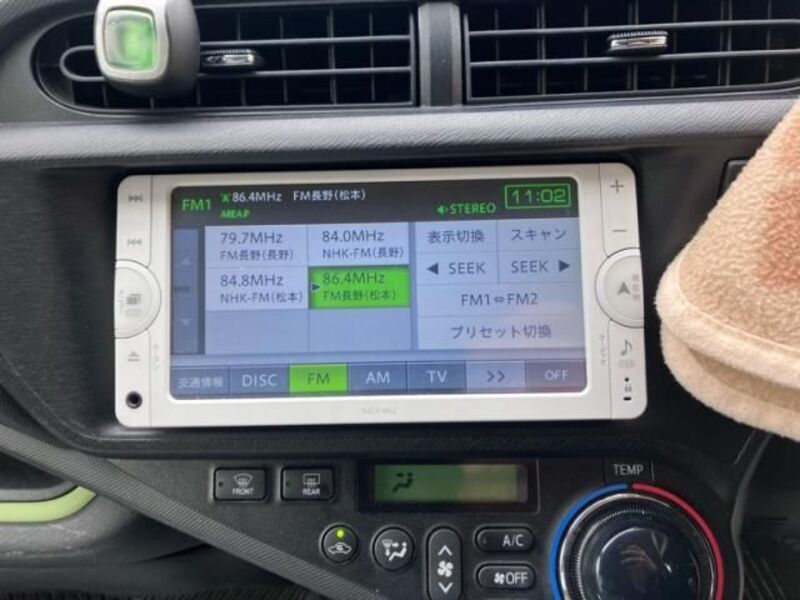 FM1 86.4MHz FM長野(松本)
AREA.P
STEREO 11:02
79.7MHz
FM長野(長野)
84.0MHz
NHK-FM(長野)
84.8MHz
NHK-FM(松本)
86.4MHz
FM長野(松本)
表示切換 スキャン
◀ SEEK SEEK ▶
FM1⇔FM2
プリセット切換
交通情報 DISC FM AM TV >> OFF
FRONT REAR
TEMP
A/C
OFF